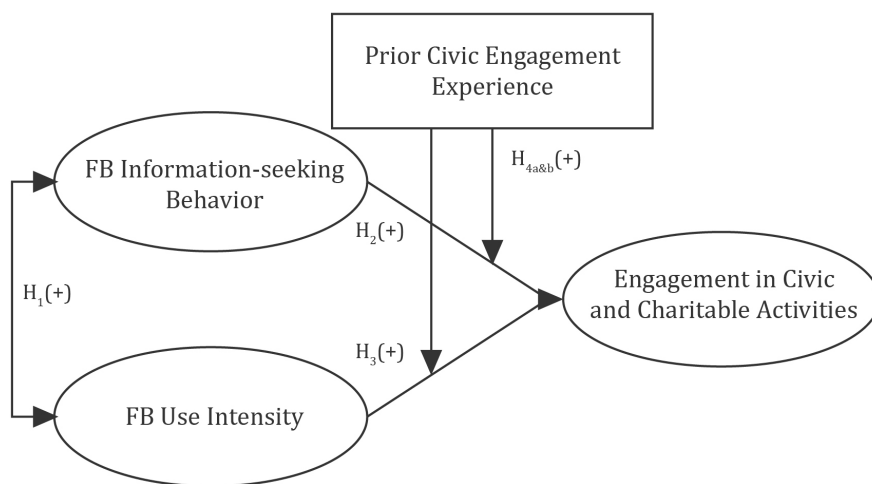 Prior Civic Engagement
Experience
FB Information-seeking
Behavior
H4a&b(+)
H2(+)
Engagement in Civic
and Charitable Activities
H1(+)
H3(+)
FB Use Intensity